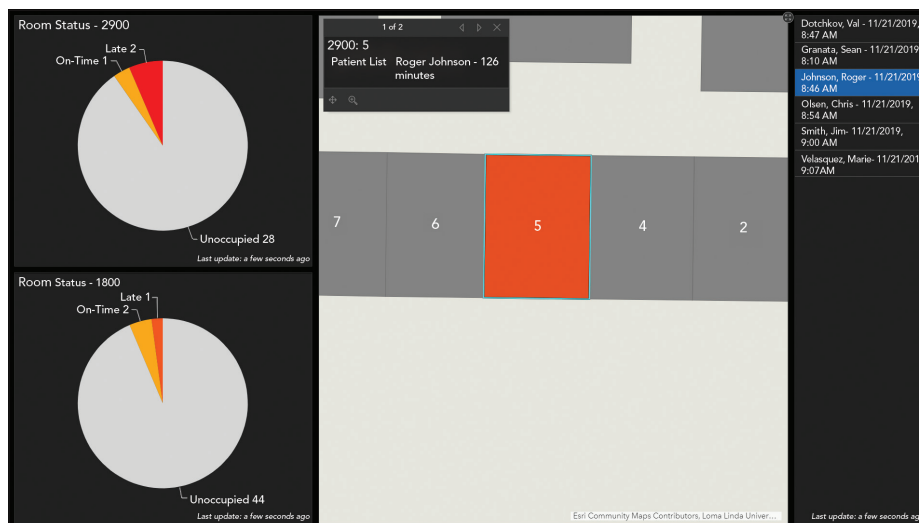 Room Status - 2900
Late 2
On-Time 1
Unoccupied 28
Last update: a few seconds ago
Room Status - 1800
Late 1
On-Time 2
Unoccupied 44
Last update: a few seconds ago
1 of 2
2900: 5
Patient List Roger Johnson - 126
minutes
7
6
5
4
2
Esri Community Maps Contributors, Loma Linda Univer...
Dotchkov, Val - 11/21/2019,
8:47 AM
Granata, Sean - 11/21/2019
8:10 AM
Johnson, Roger - 11/21/2019
8:46 AM
Olsen, Chris - 11/21/2019,
8:54 AM
Smith, Jim- 11/21/2019,
9:00 AM
Velasquez, Marie- 11/21/201
9:07AM
Last update: a few seconds ag